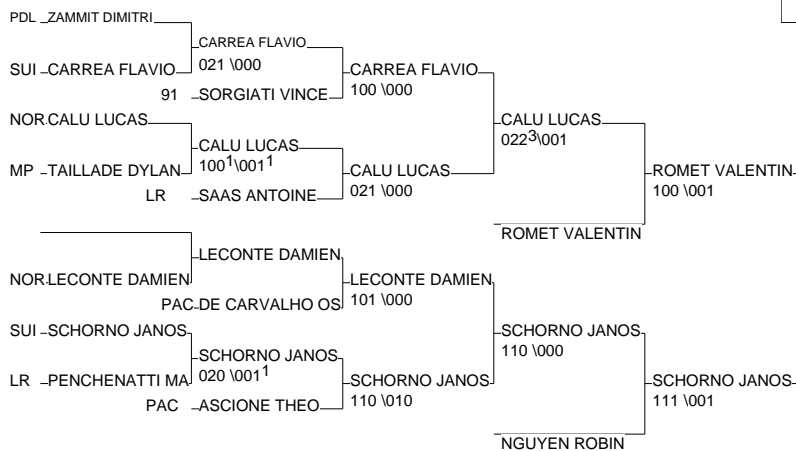 PDL ZAMMIT DIMITRI
CARREA FLAVIO
SUI CARREA FLAVIO 021 \000 CARREA FLAVIO
91 SORGIATI VINCE 100 \000
NOR CALU LUCAS CALU LUCAS
CALU LUCAS 022³\001
100¹\001¹
MP TAILLADE DYLAN CALU LUCAS ROMET VALENTIN
LR SAAS ANTOINE 021 \000 100 \001
ROMET VALENTIN
LECONTE DAMIEN
NOR LECONTE DAMIEN LECONTE DAMIEN
PAC DE CARVALHO OS 101 \000
SUI SCHORNO JANOS SCHORNO JANOS
SCHORNO JANOS 110 \000
020 \001¹
LR PENCHENATTI MA SCHORNO JANOS SCHORNO JANOS
PAC ASCIONE THEO 110 \010 111 \001
NGUYEN ROBIN